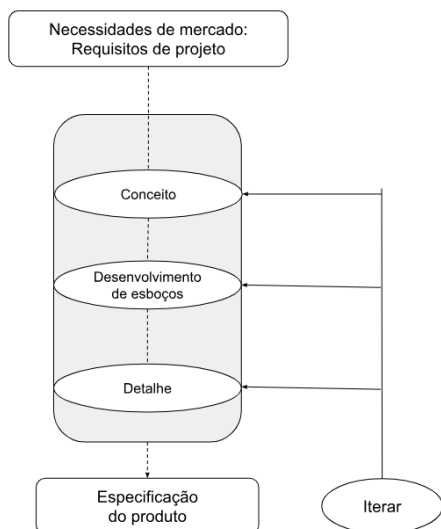 Necessidades de mercado:
Requisitos de projeto
Conceito
Desenvolvimento
de esboços
Detalhe
Especificação
do produto
Iterar